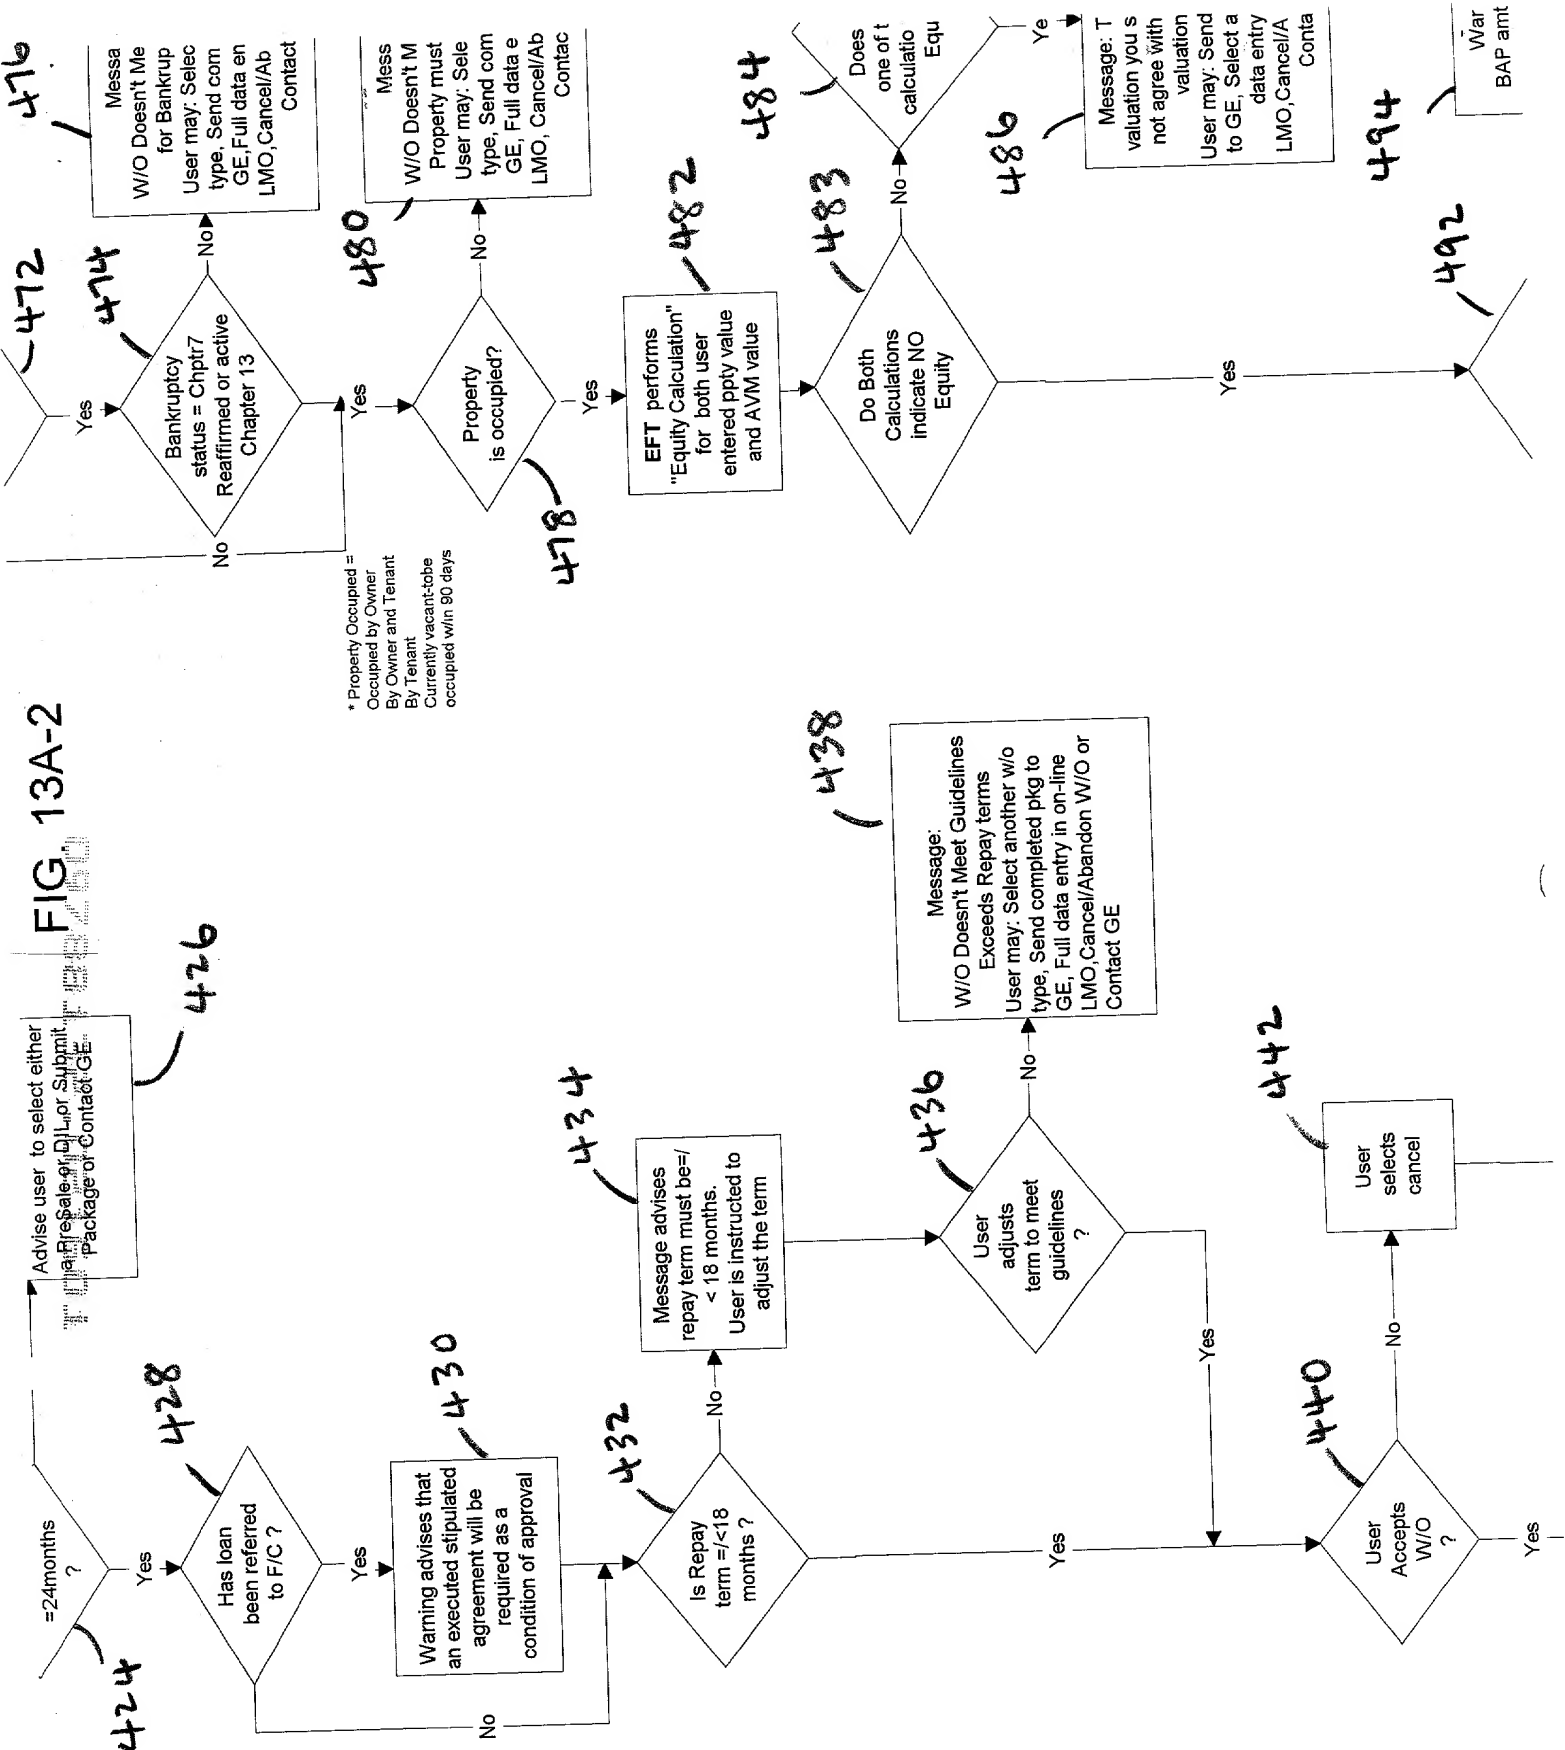 FIG. 13A-2
=24months
?
424
Yes
Advise user to select either
a PreSale or DIL, or Submit
Package or Contact GE
426
Has loan
been referred
to F/C ?
428
Yes
No
Warning advises that
an executed stipulated
agreement will be
required as a
condition of approval
430
Is Repay
term =/<18
months ?
432
No
Yes
Message advises
repay term must be=/
< 18 months.
User is instructed to
adjust the term
434
User
adjusts
term to meet
guidelines
?
436
No
Yes
Message:
W/O Doesn't Meet Guidelines
Exceeds Repay terms
User may: Select another w/o
type, Send completed pkg to
GE, Full data entry in on-line
LMO,Cancel/Abandon W/O or
Contact GE
438
User
Accepts
W/O
?
440
No
Yes
User
selects
cancel
442
472
Yes
Bankruptcy
status = Chptr7
Reaffirmed or active
Chapter 13
474
No
No
Yes
Messa
W/O Doesn't Me
for Bankrup
User may: Selec
type, Send com
GE,Full data en
LMO,Cancel/Ab
Contact
476
* Property Occupied =
Occupied by Owner
By Owner and Tenant
By Tenant
Currently vacant-tobe
occupied w/in 90 days
Property
is occupied?
478
No
Yes
Mess
W/O Doesn't M
Property must
User may: Sele
type, Send com
GE, Full data e
LMO, Cancel/Ab
Contac
480
EFT performs
"Equity Calculation"
for both user
entered ppty value
and AVM value
482
Do Both
Calculations
indicate NO
Equity
483
No
Yes
Does
one of t
calculatio
Equ
484
Ye
Message: T
valuation you s
not agree with
valuation
User may: Send
to GE, Select a
data entry
LMO,Cancel/A
Conta
486
492
War
BAP amt
494